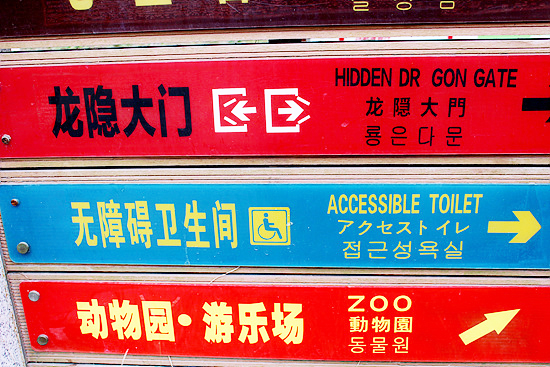 龙隐大门
HIDDEN DR GON GATE
龙隐大門
룡은다문
无障碍卫生间
ACCESSIBLE TOILET
アクセストイレ
접근성욕실
动物园·游乐场
ZOO
動物園
동물원